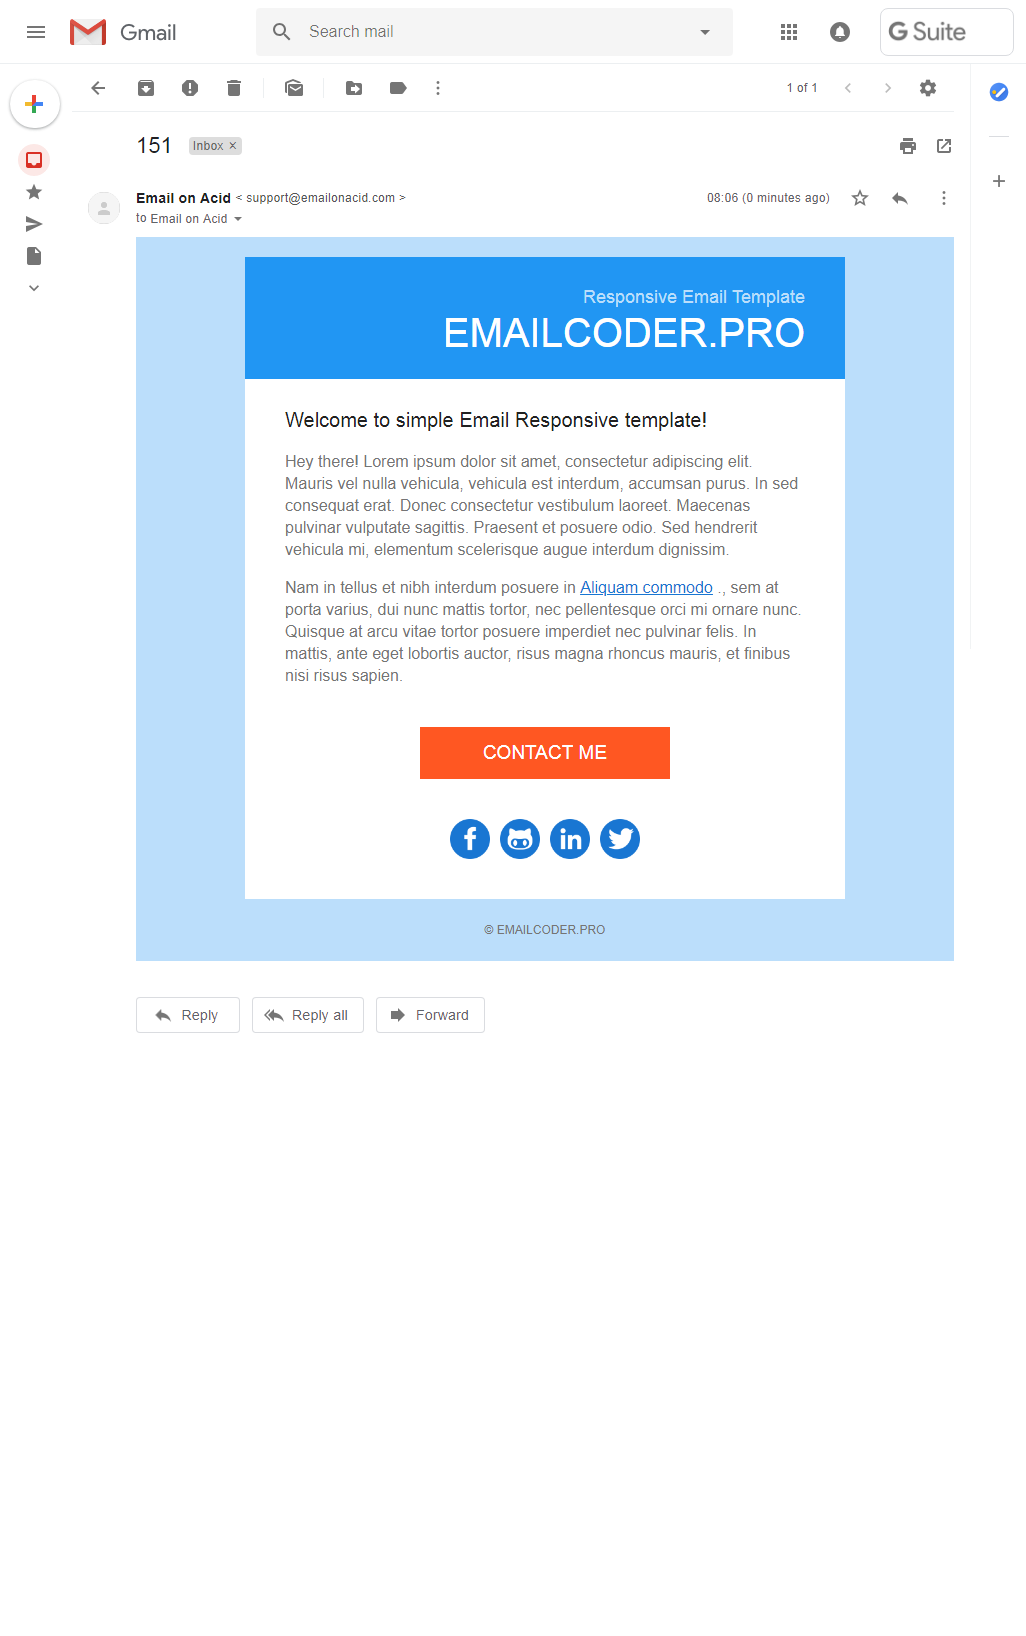 Gmail
Search mail
G Suite
1 of 1
151
Inbox ×
Email on Acid < support@emailonacid.com >
08:06 (0 minutes ago)
to Email on Acid
Responsive Email Template
EMAILCODER.PRO
Welcome to simple Email Responsive template!
Hey there! Lorem ipsum dolor sit amet, consectetur adipiscing elit.
Mauris vel nulla vehicula, vehicula est interdum, accumsan purus. In sed
consequat erat. Donec consectetur vestibulum laoreet. Maecenas
pulvinar vulputate sagittis. Praesent et posuere odio. Sed hendrerit
vehicula mi, elementum scelerisque augue interdum dignissim.
Nam in tellus et nibh interdum posuere in Aliquam commodo ., sem at
porta varius, dui nunc mattis tortor, nec pellentesque orci mi ornare nunc.
Quisque at arcu vitae tortor posuere imperdiet nec pulvinar felis. In
mattis, ante eget lobortis auctor, risus magna rhoncus mauris, et finibus
nisi risus sapien.
CONTACT ME
f
in
© EMAILCODER.PRO
Reply
Reply all
Forward